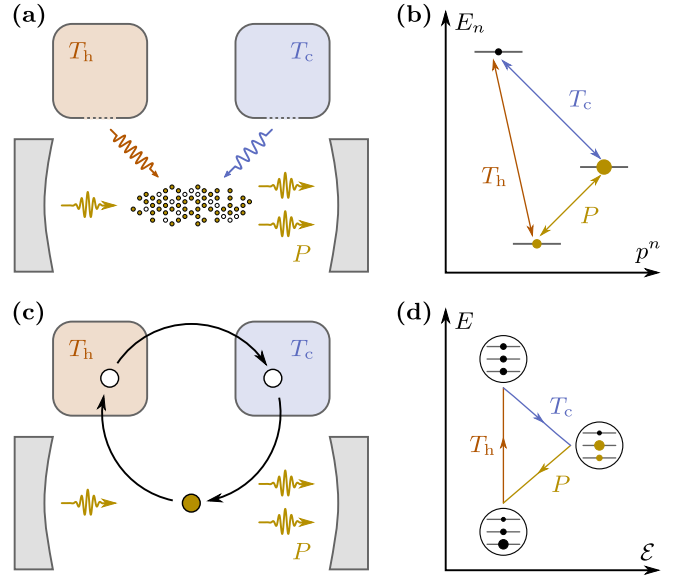 (a)
T_h
T_c
P
(b)
E_n
T_c
T_h
P
p^n
(c)
T_h
T_c
P
(d)
E
T_c
T_h
P
ℰ